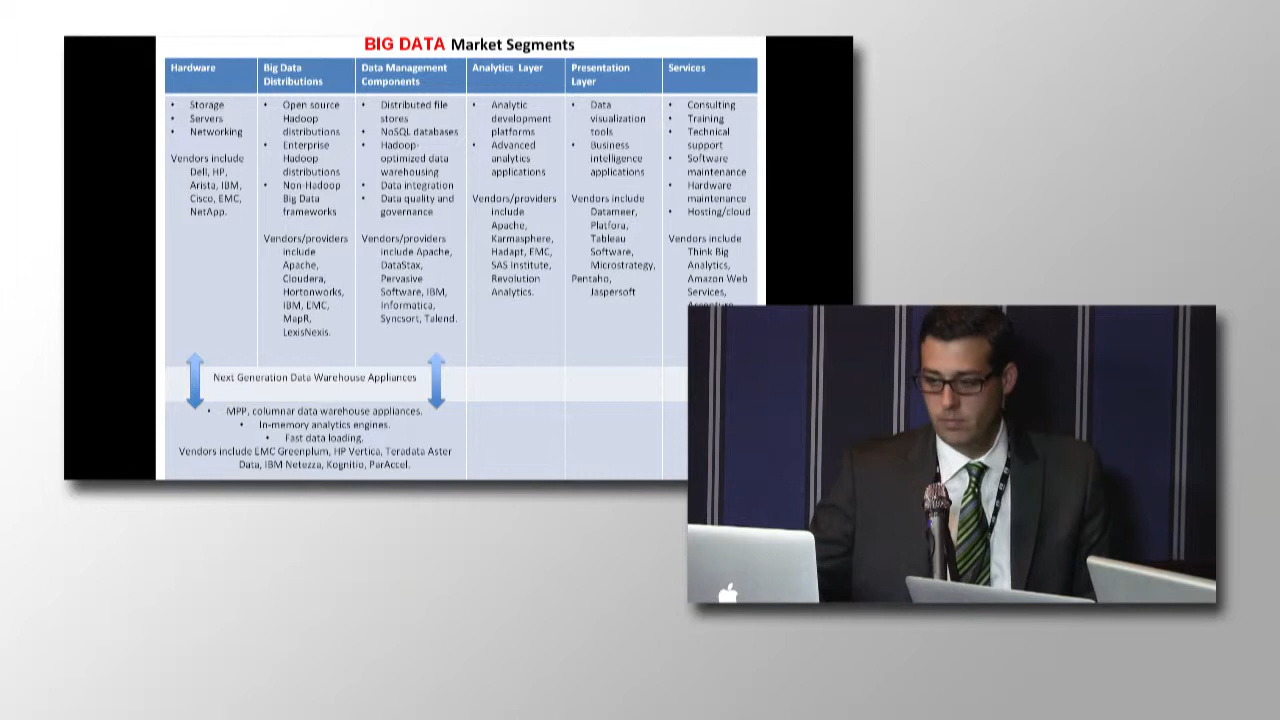 BIG DATA Market Segments
Hardware
Big Data
Distributions
Data Management
Components
Analytics Layer
Presentation
Layer
Services
• Storage
• Servers
• Networking
Vendors include
Dell, HP,
Arista, IBM,
Cisco, EMC,
NetApp.
• Open source
Hadoop
distributions
• Enterprise
Hadoop
distributions
• Non-Hadoop
Big Data
frameworks
Vendors/providers
include
Apache,
Cloudera,
Hortonworks,
IBM, EMC,
MapR,
LexisNexis.
• Distributed file
stores
• NoSQL databases
• Hadoop-
optimized data
warehousing
• Data integration
• Data quality and
governance
Vendors/providers
include Apache,
DataStax,
Pervasive
Software, IBM,
Informatica,
Syncsort, Talend.
• Analytic
development
platforms
• Advanced
analytics
applications
Vendors/providers
include
Apache,
Karmasphere,
Hadapt, EMC,
SAS Institute,
Revolution
Analytics.
• Data
visualization
tools
• Business
intelligence
applications
Vendors include
Datameer,
Platfora,
Tableau
Software,
Microstrategy,
Pentaho,
Jaspersoft
• Consulting
• Training
• Technical
support
• Software
maintenance
• Hardware
maintenance
• Hosting/cloud
Vendors include
Think Big
Analytics,
Amazon Web
Services,
Next Generation Data Warehouse Appliances
• MPP, columnar data warehouse appliances.
• In-memory analytics engines.
• Fast data loading.
Vendors include EMC Greenplum, HP Vertica, Teradata Aster
Data, IBM Netezza, Kognitio, ParAccel.